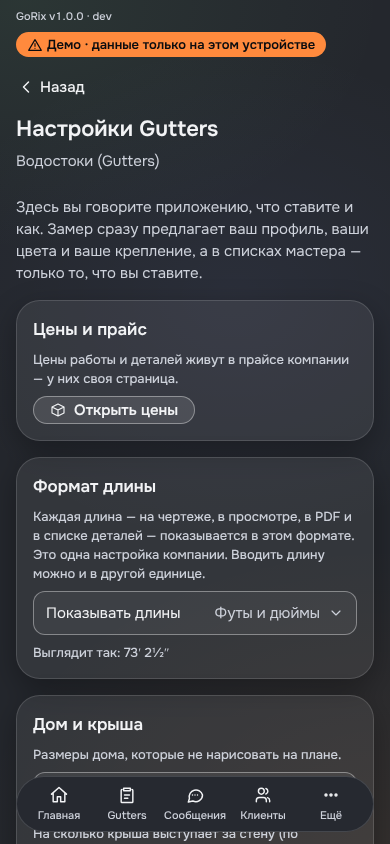 GoRix v1.0.0 · dev
Демо · данные только на этом устройстве
Назад
Настройки Gutters
Водостоки (Gutters)
Здесь вы говорите приложению, что ставите и
как. Замер сразу предлагает ваш профиль, ваши
цвета и ваше крепление, а в списках мастера —
только то, что вы ставите.
Цены и прайс
Цены работы и деталей живут в прайсе компании
— у них своя страница.
Открыть цены
Формат длины
Каждая длина — на чертеже, в просмотре, в PDF и
в списке деталей — показывается в этом формате.
Это одна настройка компании. Вводить длину
можно и в другой единице.
Показывать длины Футы и дюймы
Выглядит так: 73′ 2½″
Дом и крыша
Размеры дома, которые не нарисовать на плане.
Главная Gutters Сообщения Клиенты Ещё
На сколько крыша выступает за стену (по